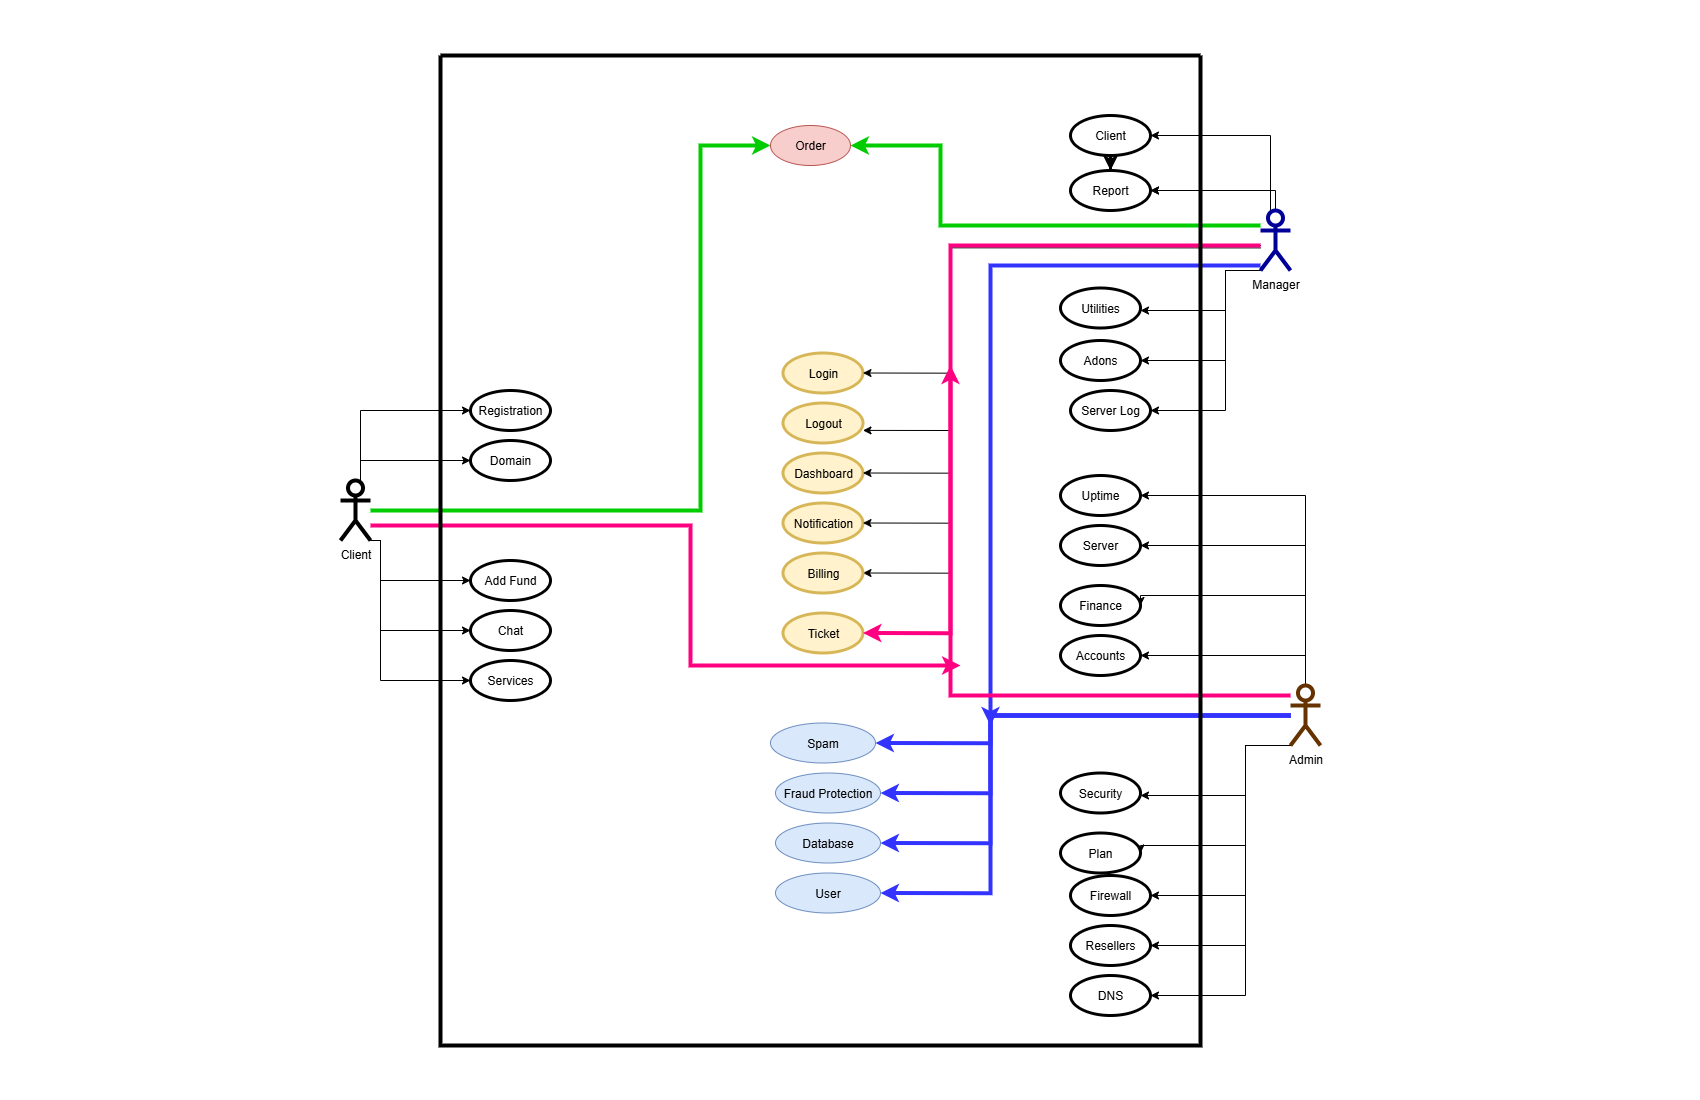 Order
Client
Report
Manager
Utilities
Adons
Server Log
Login
Logout
Dashboard
Notification
Billing
Ticket
Registration
Domain
Client
Add Fund
Chat
Services
Uptime
Server
Finance
Accounts
Admin
Spam
Fraud Protection
Database
User
Security
Plan
Firewall
Resellers
DNS